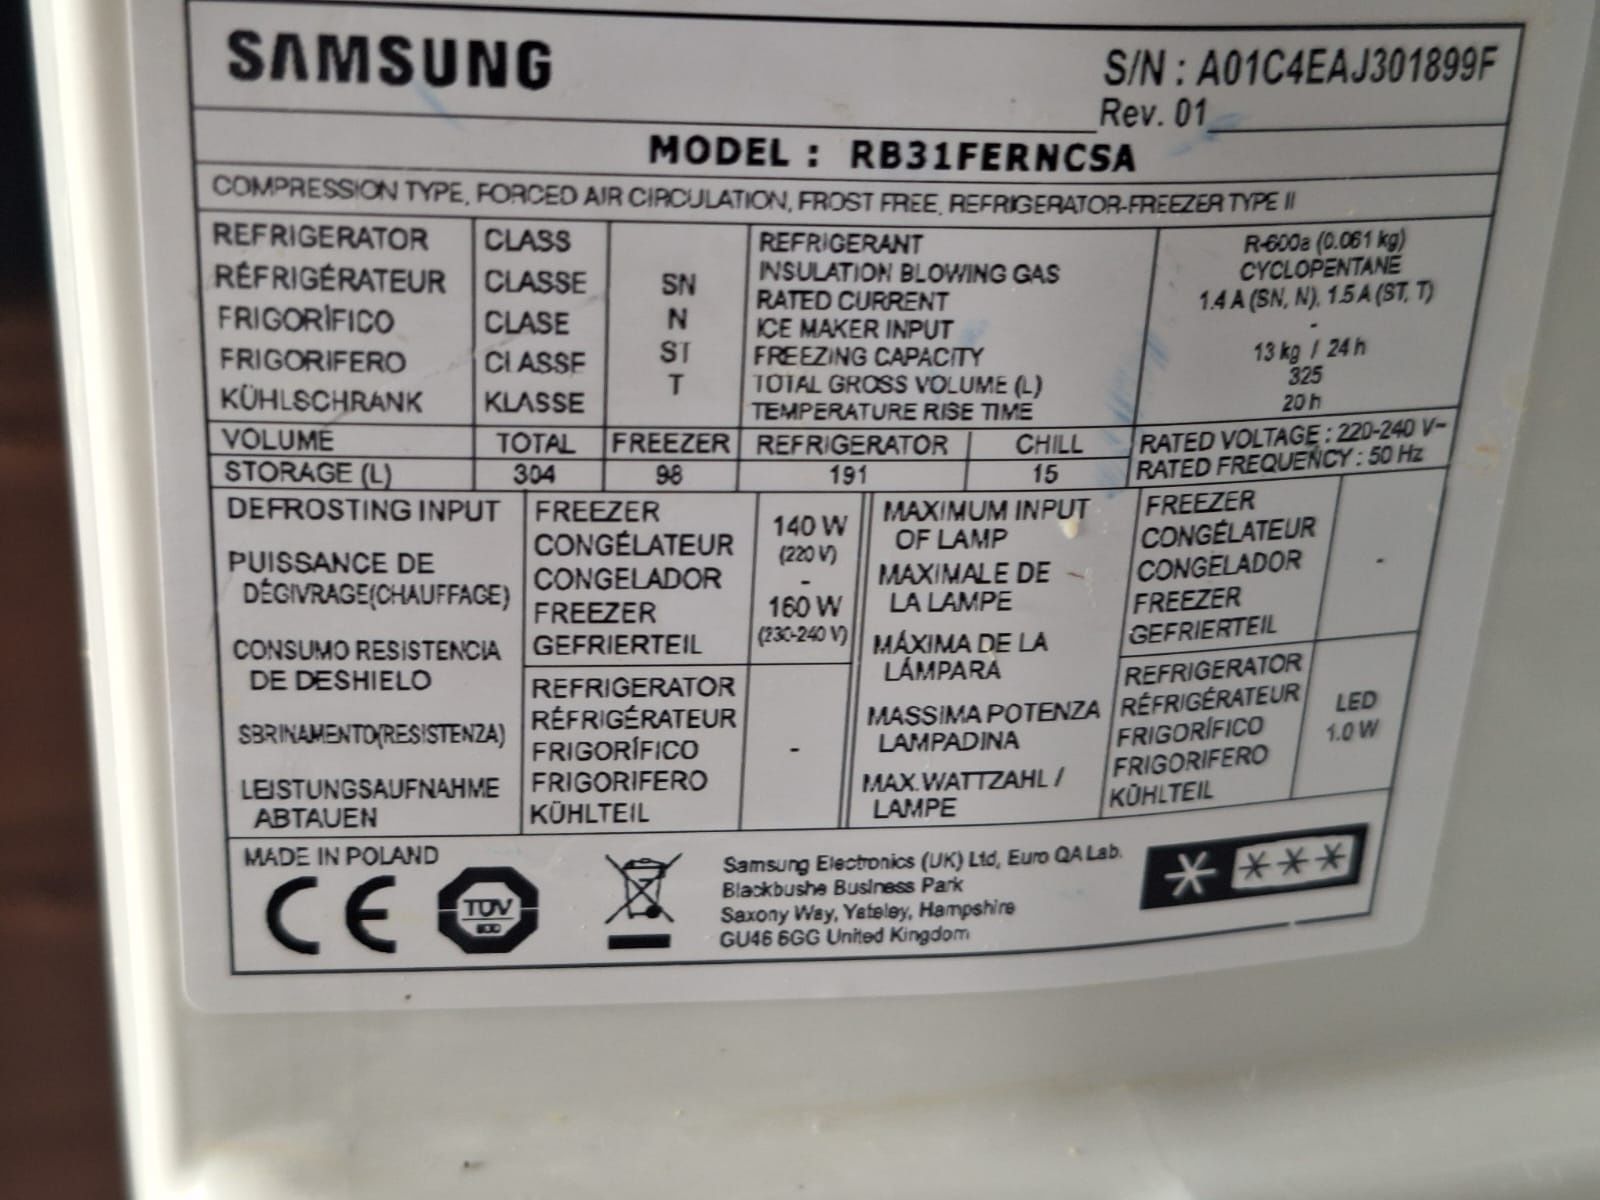 SAMSUNG
S/N : A01C4EAJ301899F
Rev. 01
MODEL : RB31FERNCSA
COMPRESSION TYPE, FORCED AIR CIRCULATION, FROST FREE, REFRIGERATOR-FREEZER TYPE II
REFRIGERATOR
RÉFRIGÉRATEUR
FRIGORÍFICO
FRIGORIFERO
KÜHLSCHRANK
CLASS
CLASSE
CLASE
CLASSE
KLASSE
SN
N
ST
T
REFRIGERANT R-600a (0.061 kg)
INSULATION BLOWING GAS CYCLOPENTANE
RATED CURRENT 1.4 A (SN, N), 1.5 A (ST, T)
ICE MAKER INPUT -
FREEZING CAPACITY 13 kg / 24 h
TOTAL GROSS VOLUME (L) 325
TEMPERATURE RISE TIME 20 h
VOLUME TOTAL FREEZER REFRIGERATOR CHILL
STORAGE (L) 304 98 191 15
RATED VOLTAGE : 220-240 V~
RATED FREQUENCY : 50 Hz
DEFROSTING INPUT
PUISSANCE DE
DÉGIVRAGE(CHAUFFAGE)
CONSUMO RESISTENCIA
DE DESHIELO
SBRINAMENTO(RESISTENZA)
LEISTUNGSAUFNAHME
ABTAUEN
FREEZER
CONGÉLATEUR
CONGELADOR
FREEZER
GEFRIERTEIL
140 W
(220 V)
-
160 W
(230-240 V)
REFRIGERATOR
RÉFRIGÉRATEUR
FRIGORÍFICO
FRIGORIFERO
KÜHLTEIL
-
MAXIMUM INPUT
OF LAMP
MAXIMALE DE
LA LAMPE
MÁXIMA DE LA
LÁMPARA
MASSIMA POTENZA
LAMPADINA
MAX.WATTZAHL /
LAMPE
FREEZER
CONGÉLATEUR
CONGELADOR
FREEZER
GEFRIERTEIL
-
REFRIGERATOR
RÉFRIGÉRATEUR
FRIGORÍFICO
FRIGORIFERO
KÜHLTEIL
LED
1.0 W
MADE IN POLAND
CE
TÜV
Samsung Electronics (UK) Ltd, Euro QA Lab.
Blackbushe Business Park
Saxony Way, Yateley, Hampshire
GU46 6GG United Kingdom